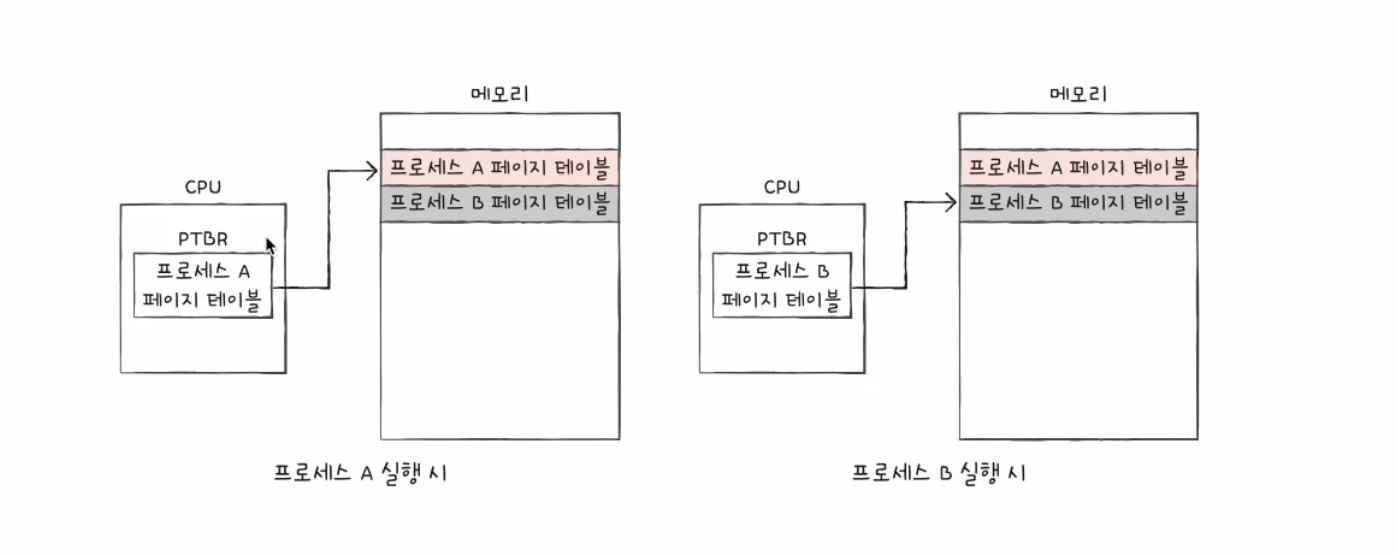 메모리
프로세스 A 페이지 테이블
프로세스 B 페이지 테이블
CPU
PTBR
프로세스 A
페이지 테이블
프로세스 A 실행 시
메모리
프로세스 A 페이지 테이블
프로세스 B 페이지 테이블
CPU
PTBR
프로세스 B
페이지 테이블
프로세스 B 실행 시